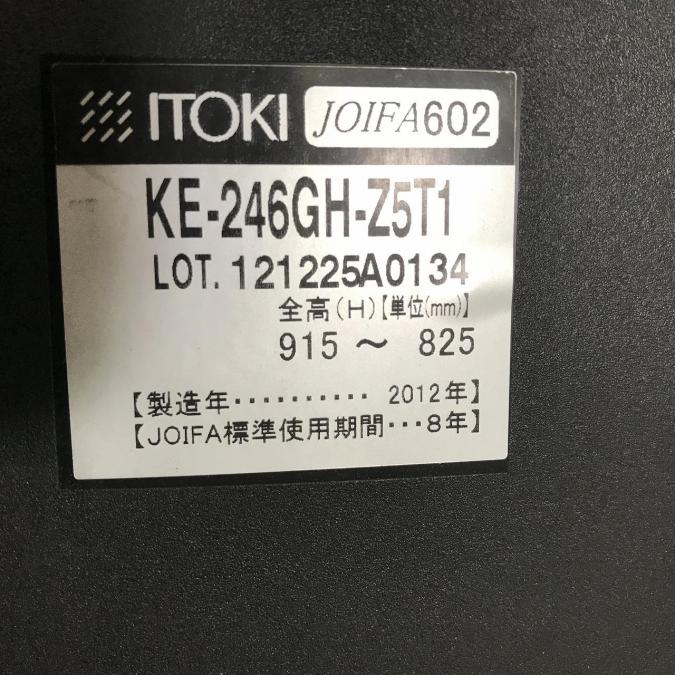 ITOKI JOIFA602
KE-246GH-Z5T1
LOT. 121225A0134
全高(H)【単位(mm)】
915 ～ 825
【製造年・・・・・・・・・・ 2012年】
【JOIFA標準使用期間・・・8年】